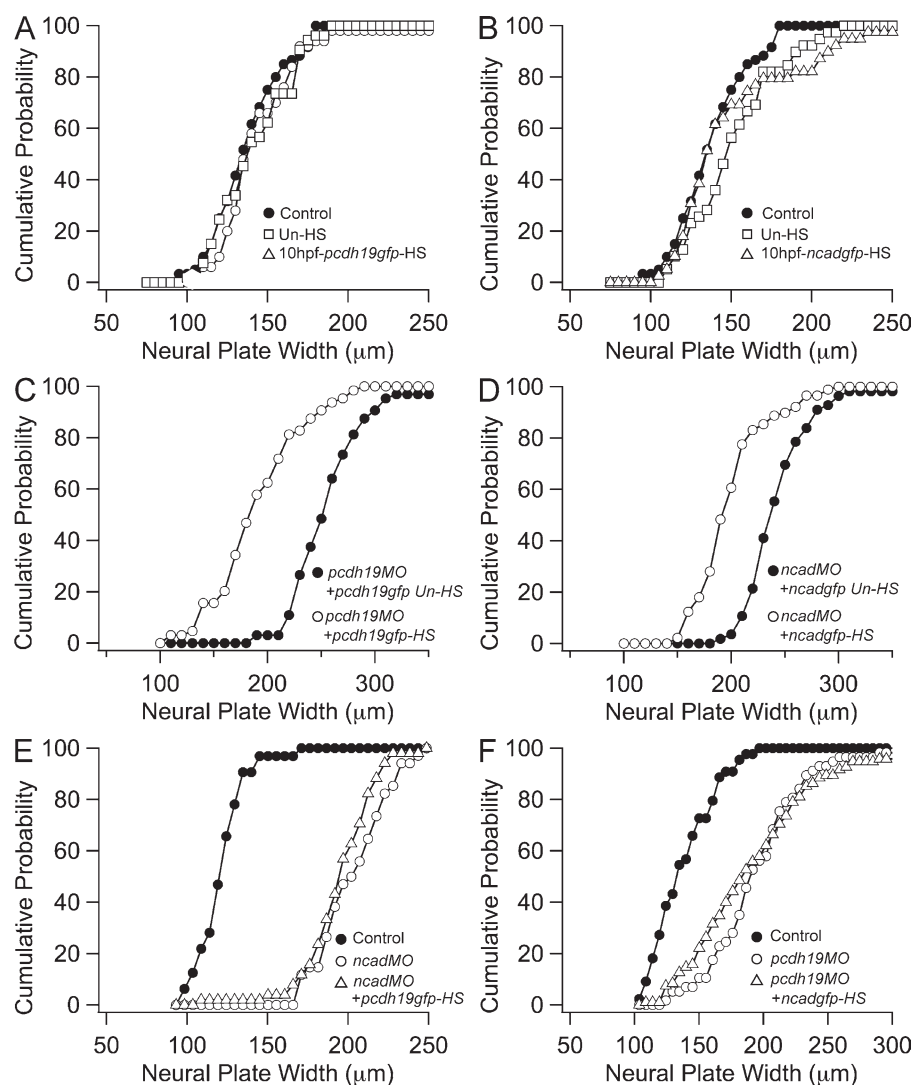 A
Cumulative Probability
100
80
60
40
20
0
Control
Un-HS
10hpf-pcdh19gfp-HS
50
100
150
200
250
Neural Plate Width (μm)
B
Cumulative Probability
100
80
60
40
20
0
Control
Un-HS
10hpf-ncadgfp-HS
50
100
150
200
250
Neural Plate Width (μm)
C
Cumulative Probability
100
80
60
40
20
0
pcdh19MO
+pcdh19gfp Un-HS
pcdh19MO
+pcdh19gfp-HS
100
200
300
Neural Plate Width (μm)
D
Cumulative Probability
100
80
60
40
20
0
ncadMO
+ncadgfp Un-HS
ncadMO
+ncadgfp-HS
100
200
300
Neural Plate Width (μm)
E
Cumulative Probability
100
80
60
40
20
0
Control
ncadMO
ncadMO
+pcdh19gfp-HS
50
100
150
200
250
Neural Plate Width (μm)
F
Cumulative Probability
100
80
60
40
20
0
Control
pcdh19MO
pcdh19MO
+ncadgfp-HS
50
100
150
200
250
300
Neural Plate Width (μm)